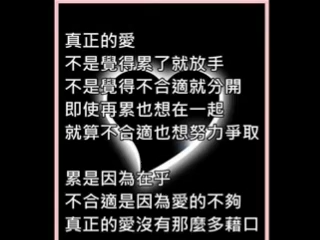 真正的愛
不是覺得累了就放手
不是覺得不合適就分開
即使再累也想在一起
就算不合適也想努力爭取
累是因為在乎
不合適是因為愛的不夠
真正的愛沒有那麼多藉口